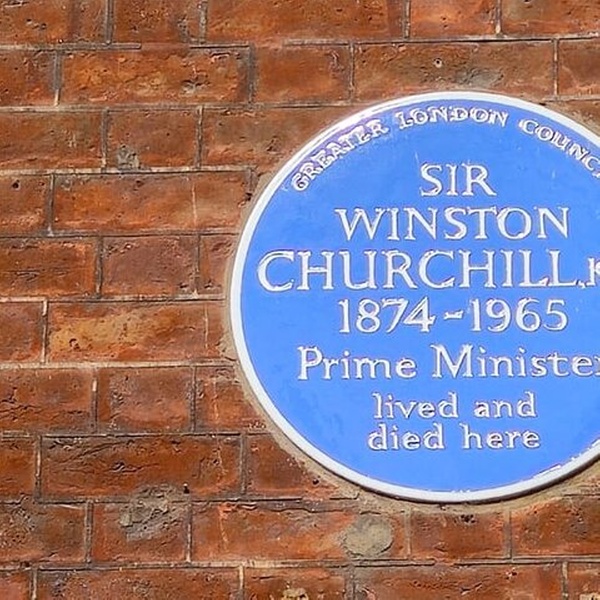 GREATER LONDON COUNC
SIR
WINSTON
CHURCHILL.K
1874-1965
Prime Minister
lived and
died here